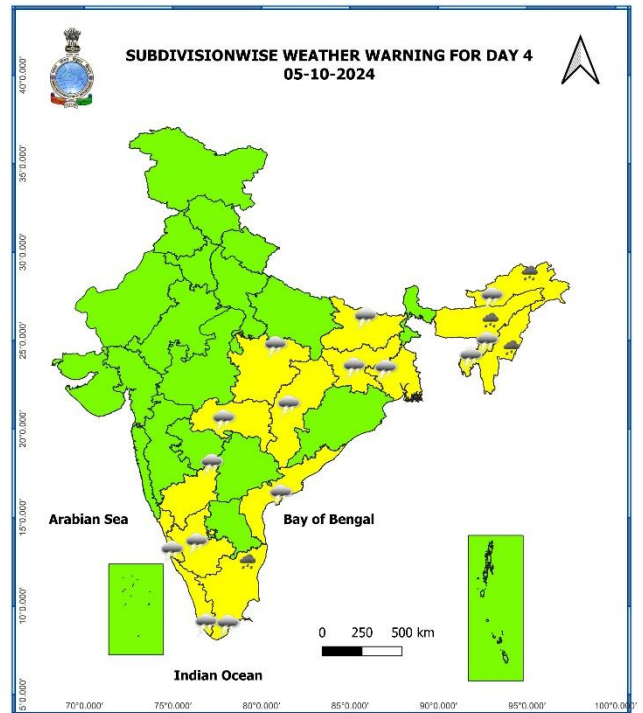 SUBDIVISIONWISE WEATHER WARNING FOR DAY 4
05-10-2024
40°0.000'
35°0.000'
30°0.000'
25°0.000'
20°0.000'
15°0.000'
10°0.000'
5°0.000'
Arabian Sea
Bay of Bengal
0 250 500 km
Indian Ocean
70°0.000' 75°0.000' 80°0.000' 85°0.000' 90°0.000' 95°0.000' 100°0.000'